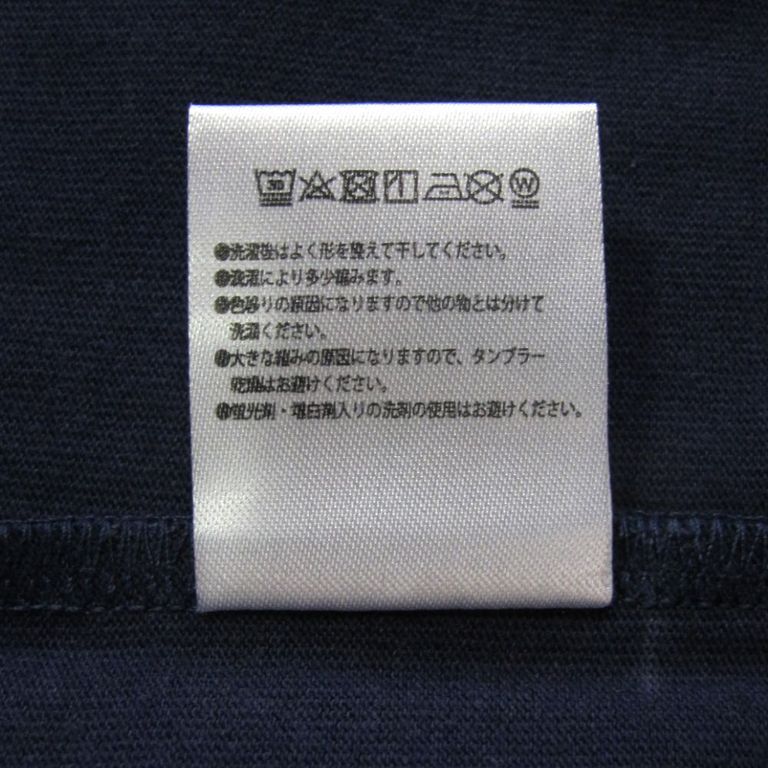 30 W
●洗濯後はよく形を整えて干してください。
●洗濯により多少縮みます。
●色移りの原因になりますので他の物とは分けて
洗濯ください。
●大きな縮みの原因になりますので、タンブラー
乾燥はお避けください。
●蛍光剤・増白剤入りの洗剤の使用はお避けください。